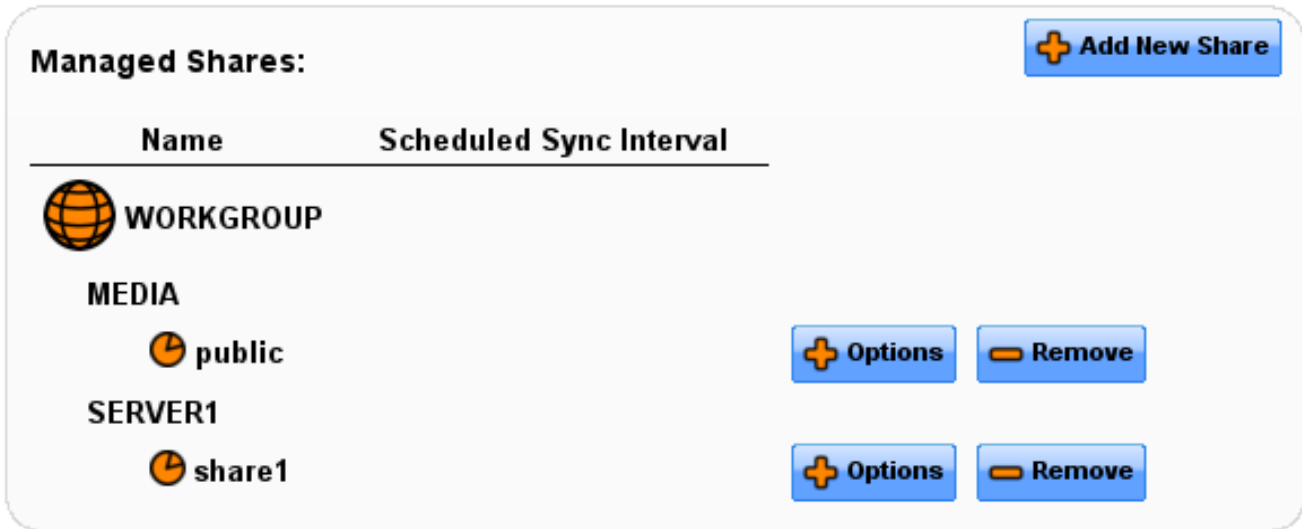 Managed Shares:
Add New Share
Name Scheduled Sync Interval
WORKGROUP
MEDIA
public Options Remove
SERVER1
share1 Options Remove